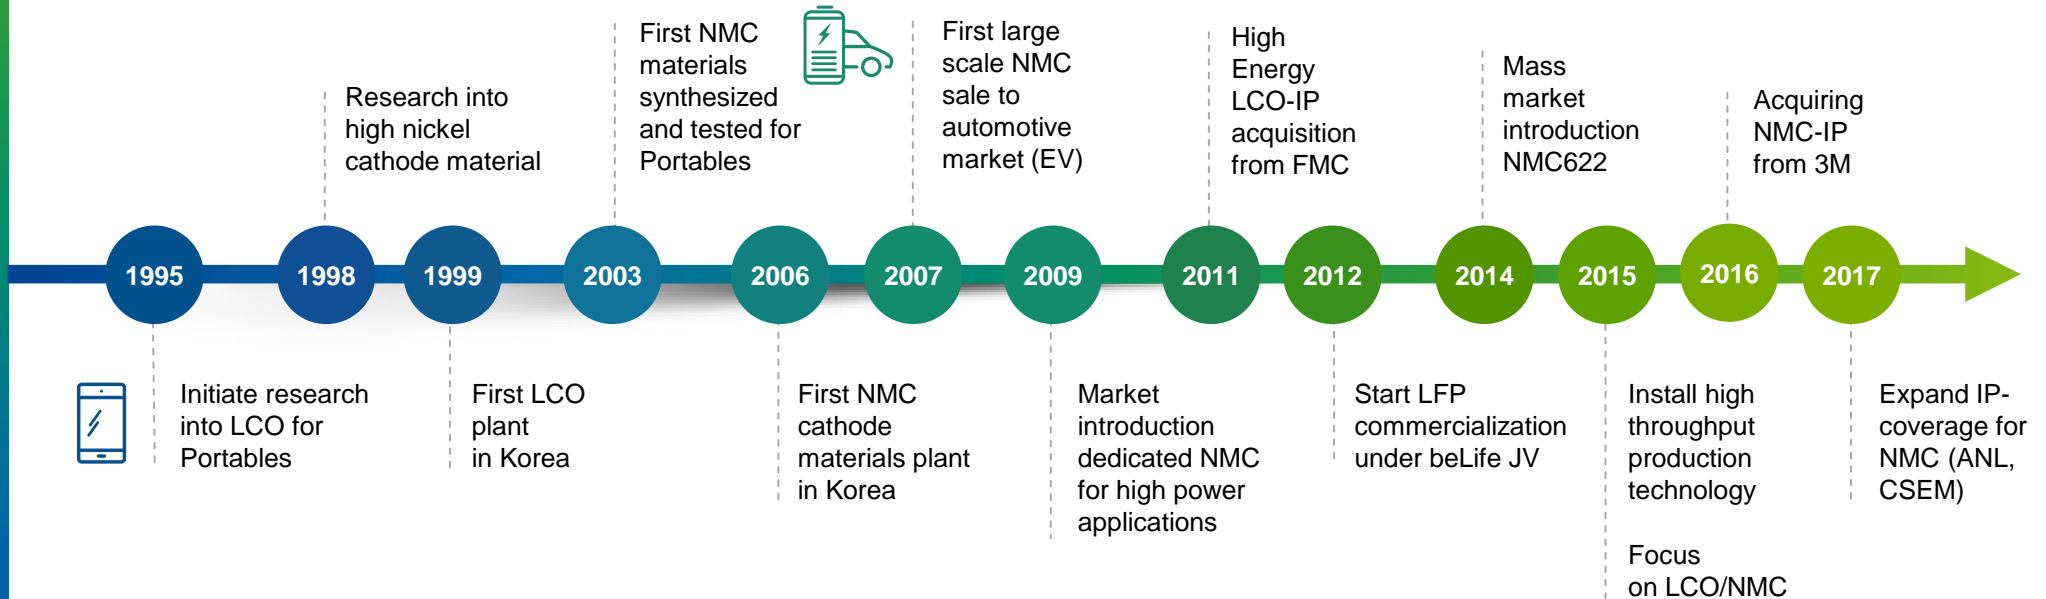 First NMC
materials
synthesized
and tested for
Portables
First large
scale NMC
sale to
automotive
market (EV)
High
Energy
LCO-IP
acquisition
from FMC
Mass
market
introduction
NMC622
Research into
high nickel
cathode material
Acquiring
NMC-IP
from 3M
1995
1998
1999
2003
2006
2007
2009
2011
2012
2014
2015
2016
2017
Initiate research
into LCO for
Portables
First LCO
plant
in Korea
First NMC
cathode
materials plant
in Korea
Market
introduction
dedicated NMC
for high power
applications
Start LFP
commercialization
under beLife JV
Install high
throughput
production
technology
Focus
on LCO/NMC
Expand IP-
coverage for
NMC (ANL,
CSEM)